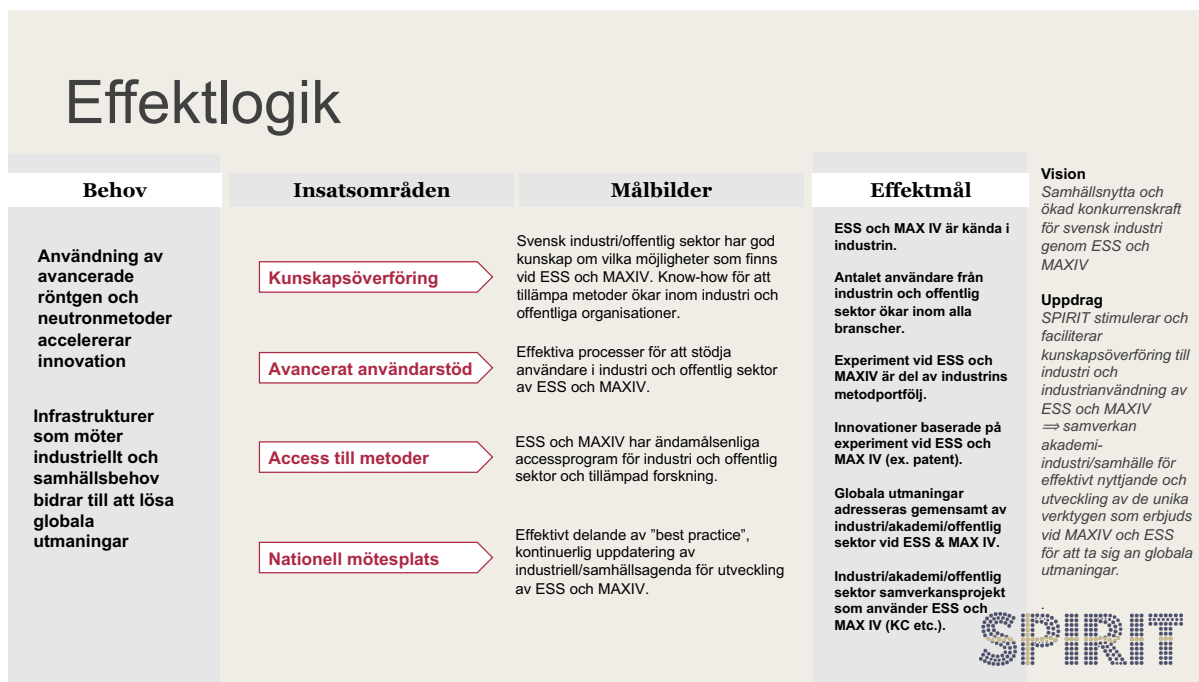 Effektlogik
Behov
Användning av
avancerade
röntgen och
neutronmetoder
accelererar
innovation
Infrastrukturer
som möter
industriellt och
samhällsbehov
bidrar till att lösa
globala
utmaningar
Insatsområden
Målbilder
Kunskapsöverföring
Svensk industri/offentlig sektor har god
kunskap om vilka möjligheter som finns
vid ESS och MAXIV. Know-how för att
tillämpa metoder ökar inom industri och
offentliga organisationer.
Avancerat användarstöd
Effektiva processer för att stödja
användare i industri och offentlig sektor
av ESS och MAXIV.
Access till metoder
ESS och MAXIV har ändamålsenliga
accessprogram för industri och offentlig
sektor och tillämpad forskning.
Nationell mötesplats
Effektivt delande av ”best practice”,
kontinuerlig uppdatering av
industriell/samhällsagenda för utveckling
av ESS och MAXIV.
Effektmål
ESS och MAX IV är kända i
industrin.
Antalet användare från
industrin och offentlig
sektor ökar inom alla
branscher.
Experiment vid ESS och
MAXIV är del av industrins
metodportfölj.
Innovationer baserade på
experiment vid ESS och
MAX IV (ex. patent).
Globala utmaningar
adresseras gemensamt av
industri/akademi/offentlig
sektor vid ESS & MAX IV.
Industri/akademi/offentlig
sektor samverkansprojekt
som använder ESS och
MAX IV (KC etc.).
Vision
Samhällsnytta och
ökad konkurrenskraft
för svensk industri
genom ESS och
MAXIV
Uppdrag
SPIRIT stimulerar och
faciliterar
kunskapsöverföring till
industri och
industrianvändning av
ESS och MAXIV
⟹ samverkan
akademi-
industri/samhälle för
effektivt nyttjande och
utveckling av de unika
verktygen som erbjuds
vid MAXIV och ESS
för att ta sig an globala
utmaningar.
.
SPIRIT